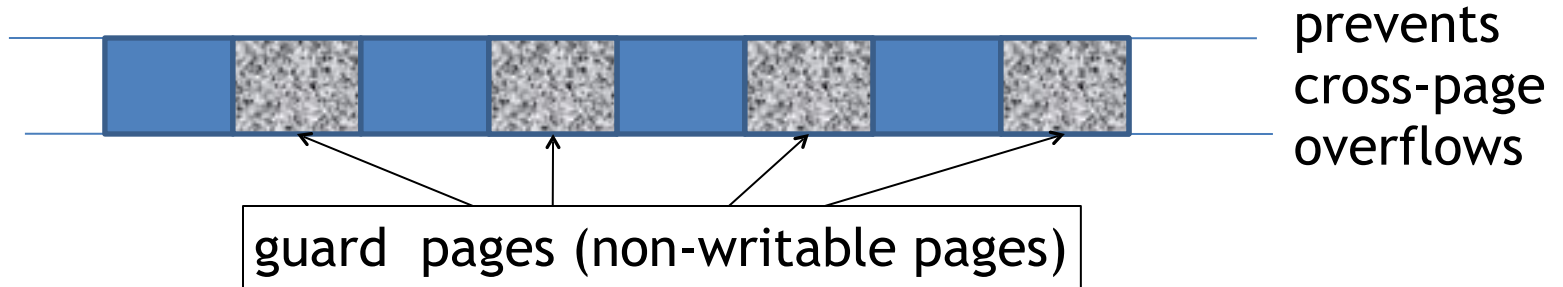 prevents
cross-page
overflows
guard pages (non-writable pages)